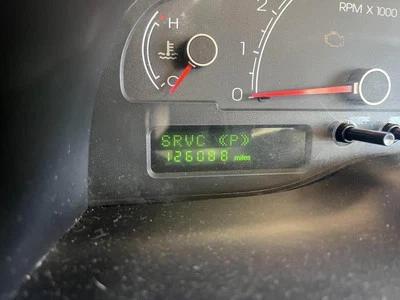 H
C
2
1
0
RPM X 1000
SRVC ((P))
126088 miles